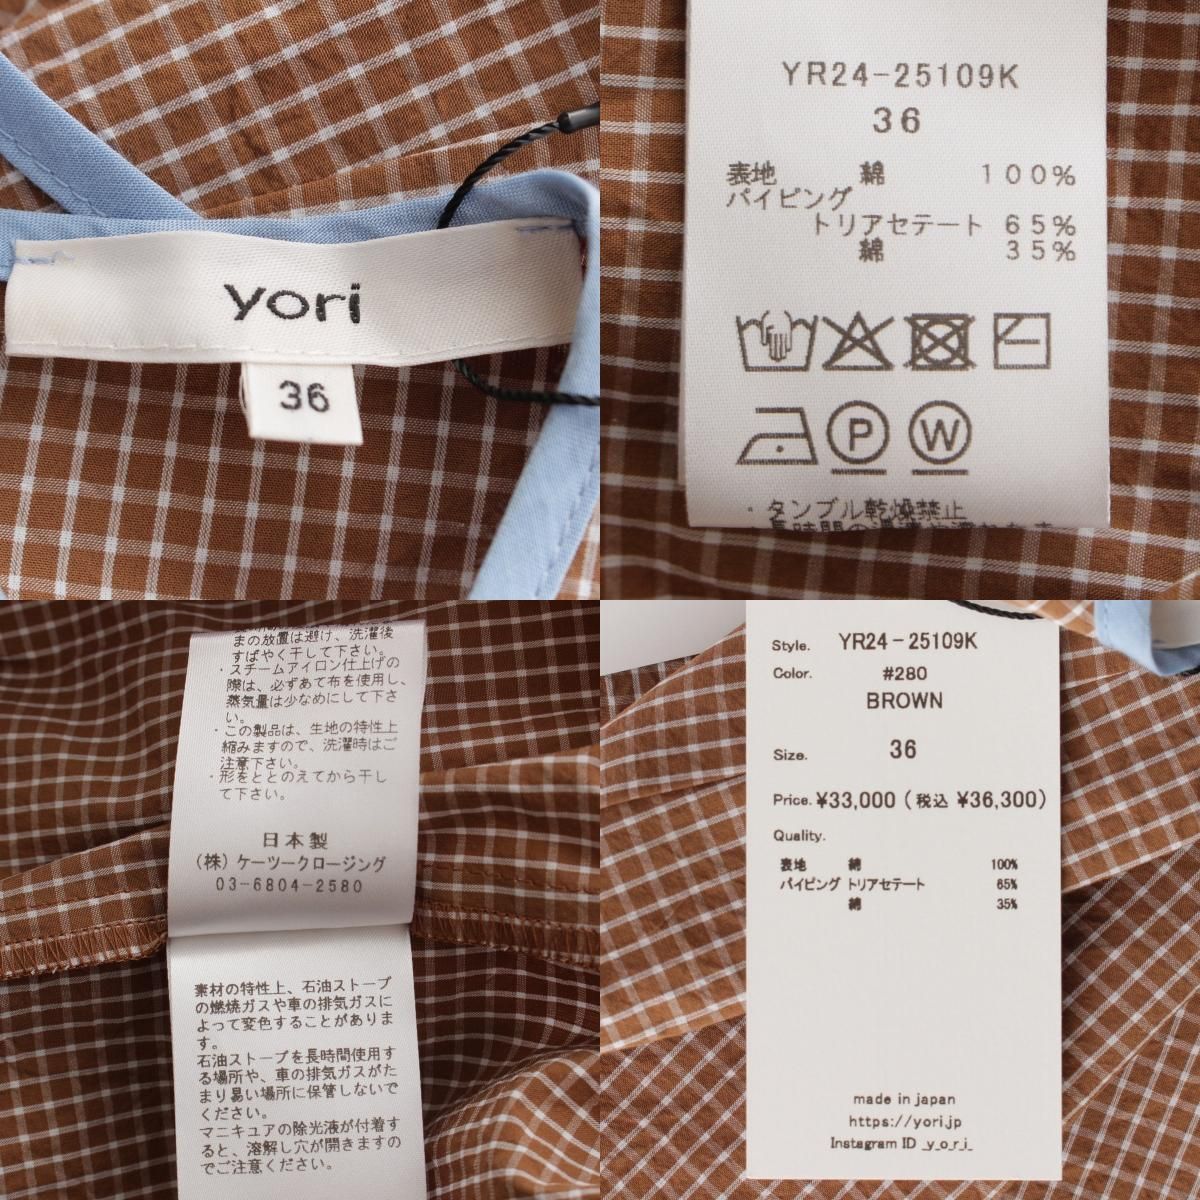 yori
36
YR24-25109K
36
表地 綿 100%
パイピング
トリアセテート 65%
綿 35%
P W
・タンブル乾燥禁止
まの放置は避け、洗濯後
すばやく干して下さい。
・スチームアイロン仕上げの
際は、必ずあて布を使用し、
蒸気量は少なめにして下さ
い。
・この製品は、生地の特性上
縮みますので、洗濯時はご
注意下さい。
・形をととのえてから干し
て下さい。
日本製
(株)ケーツークロージング
03-6804-2580
素材の特性上、石油ストーブ
の燃焼ガスや車の排気ガスに
よって変色することがありま
す。
石油ストーブを長時間使用す
る場所や、車の排気ガスがた
まり易い場所に保管しないで
ください。
マニキュアの除光液が付着す
ると、溶解し穴が開きますの
でご注意ください。
Style. YR24-25109K
Color. #280
BROWN
Size. 36
Price. ¥33,000 (税込 ¥36,300)
Quality.
表地 綿 100%
パイピング トリアセテート 65%
綿 35%
made in japan
https://yori.jp
Instagram ID _y_o_r_i_